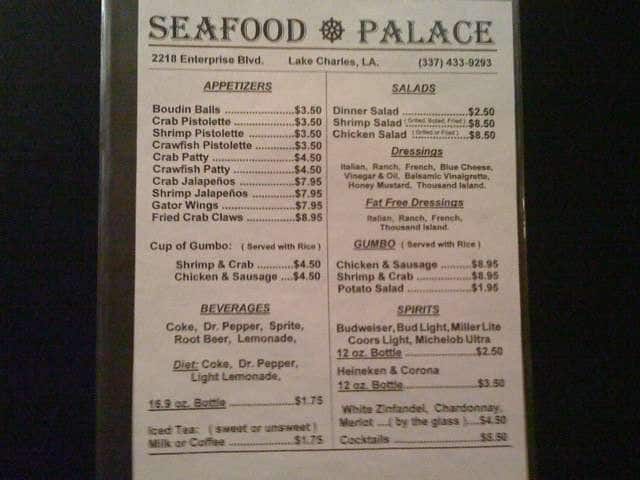 SEAFOOD PALACE
2218 Enterprise Blvd. Lake Charles, LA. (337) 433-9293
APPETIZERS
Boudin Balls ......................$3.50
Crab Pistolette ...................$3.50
Shrimp Pistolette ..............$3.50
Crawfish Pistolette ............$3.50
Crab Patty .........................$4.50
Crawfish Patty ...................$4.50
Crab Jalapeños .................$7.95
Shrimp Jalapeños .............$7.95
Gator Wings ......................$7.95
Fried Crab Claws ...............$8.95
Cup of Gumbo: ( Served with Rice )
Shrimp & Crab ............$4.50
Chicken & Sausage ....$4.50
BEVERAGES
Coke, Dr. Pepper, Sprite,
Root Beer, Lemonade,
Diet: Coke, Dr. Pepper,
Light Lemonade,
16.9 oz. Bottle ....................$1.75
Iced Tea: ( sweet or unsweet )
Milk or Coffee ....................$1.75
SALADS
Dinner Salad ....................$2.50
Shrimp Salad ( Grilled, Boiled, Fried ) $8.50
Chicken Salad ( Grilled or Fried ) $8.50
Dressings
Italian, Ranch, French, Blue Cheese,
Vinegar & Oil, Balsamic Vinaigrette,
Honey Mustard, Thousand Island.
Fat Free Dressings
Italian, Ranch, French,
Thousand Island.
GUMBO ( Served with Rice )
Chicken & Sausage .........$8.95
Shrimp & Crab .................$8.95
Potato Salad ...................$1.95
SPIRITS
Budweiser, Bud Light, Miller Lite
Coors Light, Michelob Ultra
12 oz. Bottle ......................$2.50
Heineken & Corona
12 oz. Bottle ......................$3.50
White Zinfandel, Chardonnay,
Merlot ....( by the glass )....$4.50
Cocktails ..........................$5.50